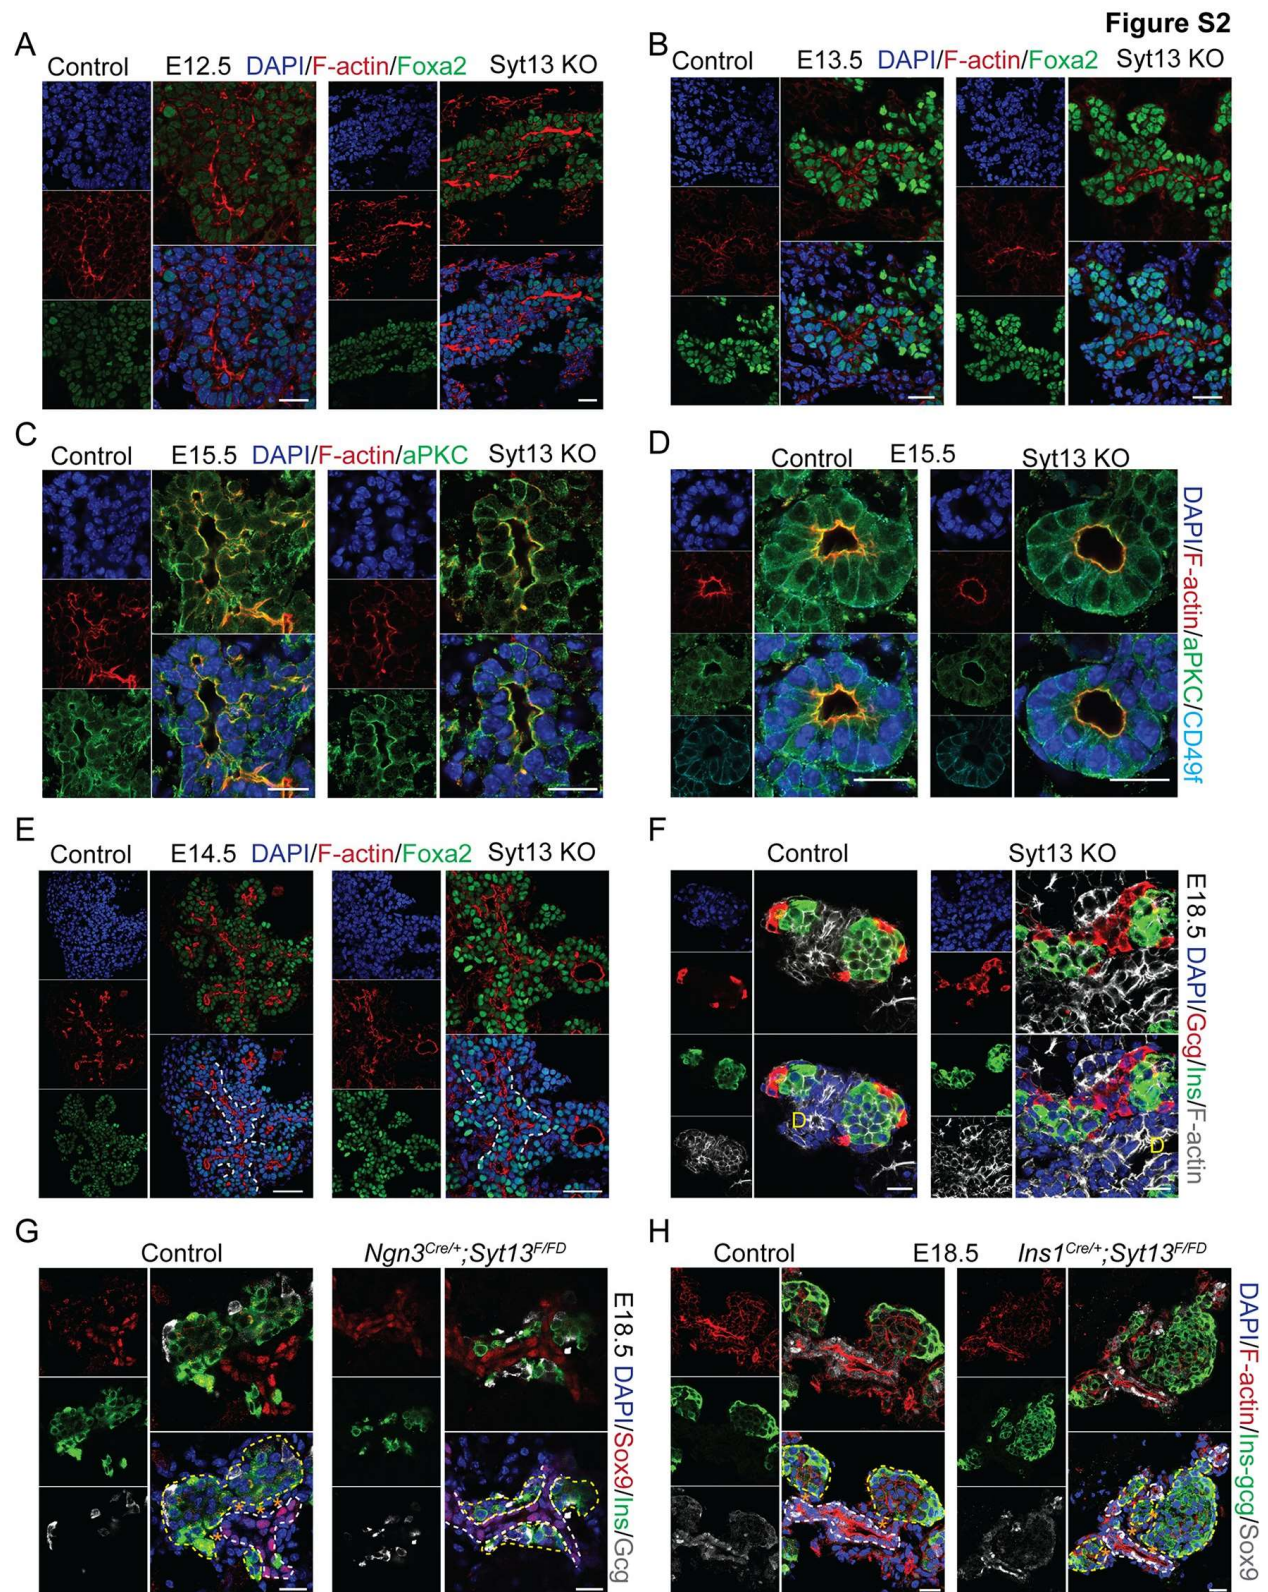 Figure S2
A
Control E12.5 DAPI/F-actin/Foxa2 Syt13 KO
B
Control E13.5 DAPI/F-actin/Foxa2 Syt13 KO
C
Control E15.5 DAPI/F-actin/aPKC Syt13 KO
D
Control E15.5 Syt13 KO
DAPI/F-actin/aPKC/CD49f
E
Control E14.5 DAPI/F-actin/Foxa2 Syt13 KO
F
Control Syt13 KO
D
D
E18.5 DAPI/Gcg/Ins/F-actin
G
Control Ngn3Cre/+;Syt13F/FD
E18.5 DAPI/Sox9/Ins/Gcg
H
Control E18.5 Ins1Cre/+;Syt13F/FD
DAPI/F-actin/Ins-gcg/Sox9